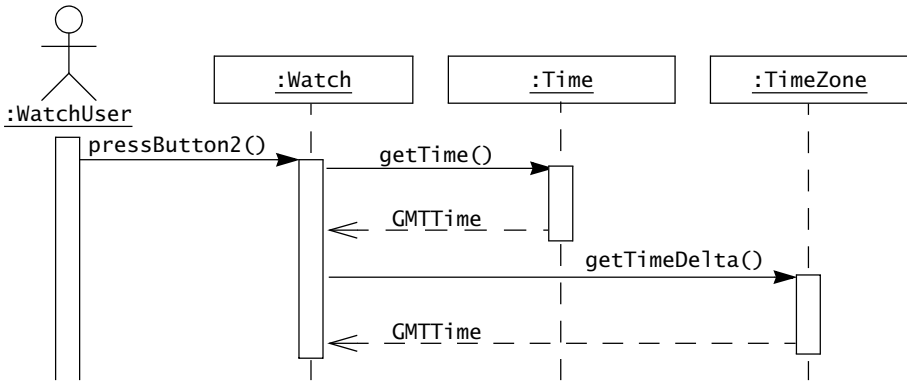 :Watch
:Time
:TimeZone
:WatchUser
pressButton2()
getTime()
GMTTime
getTimeDelta()
GMTTime